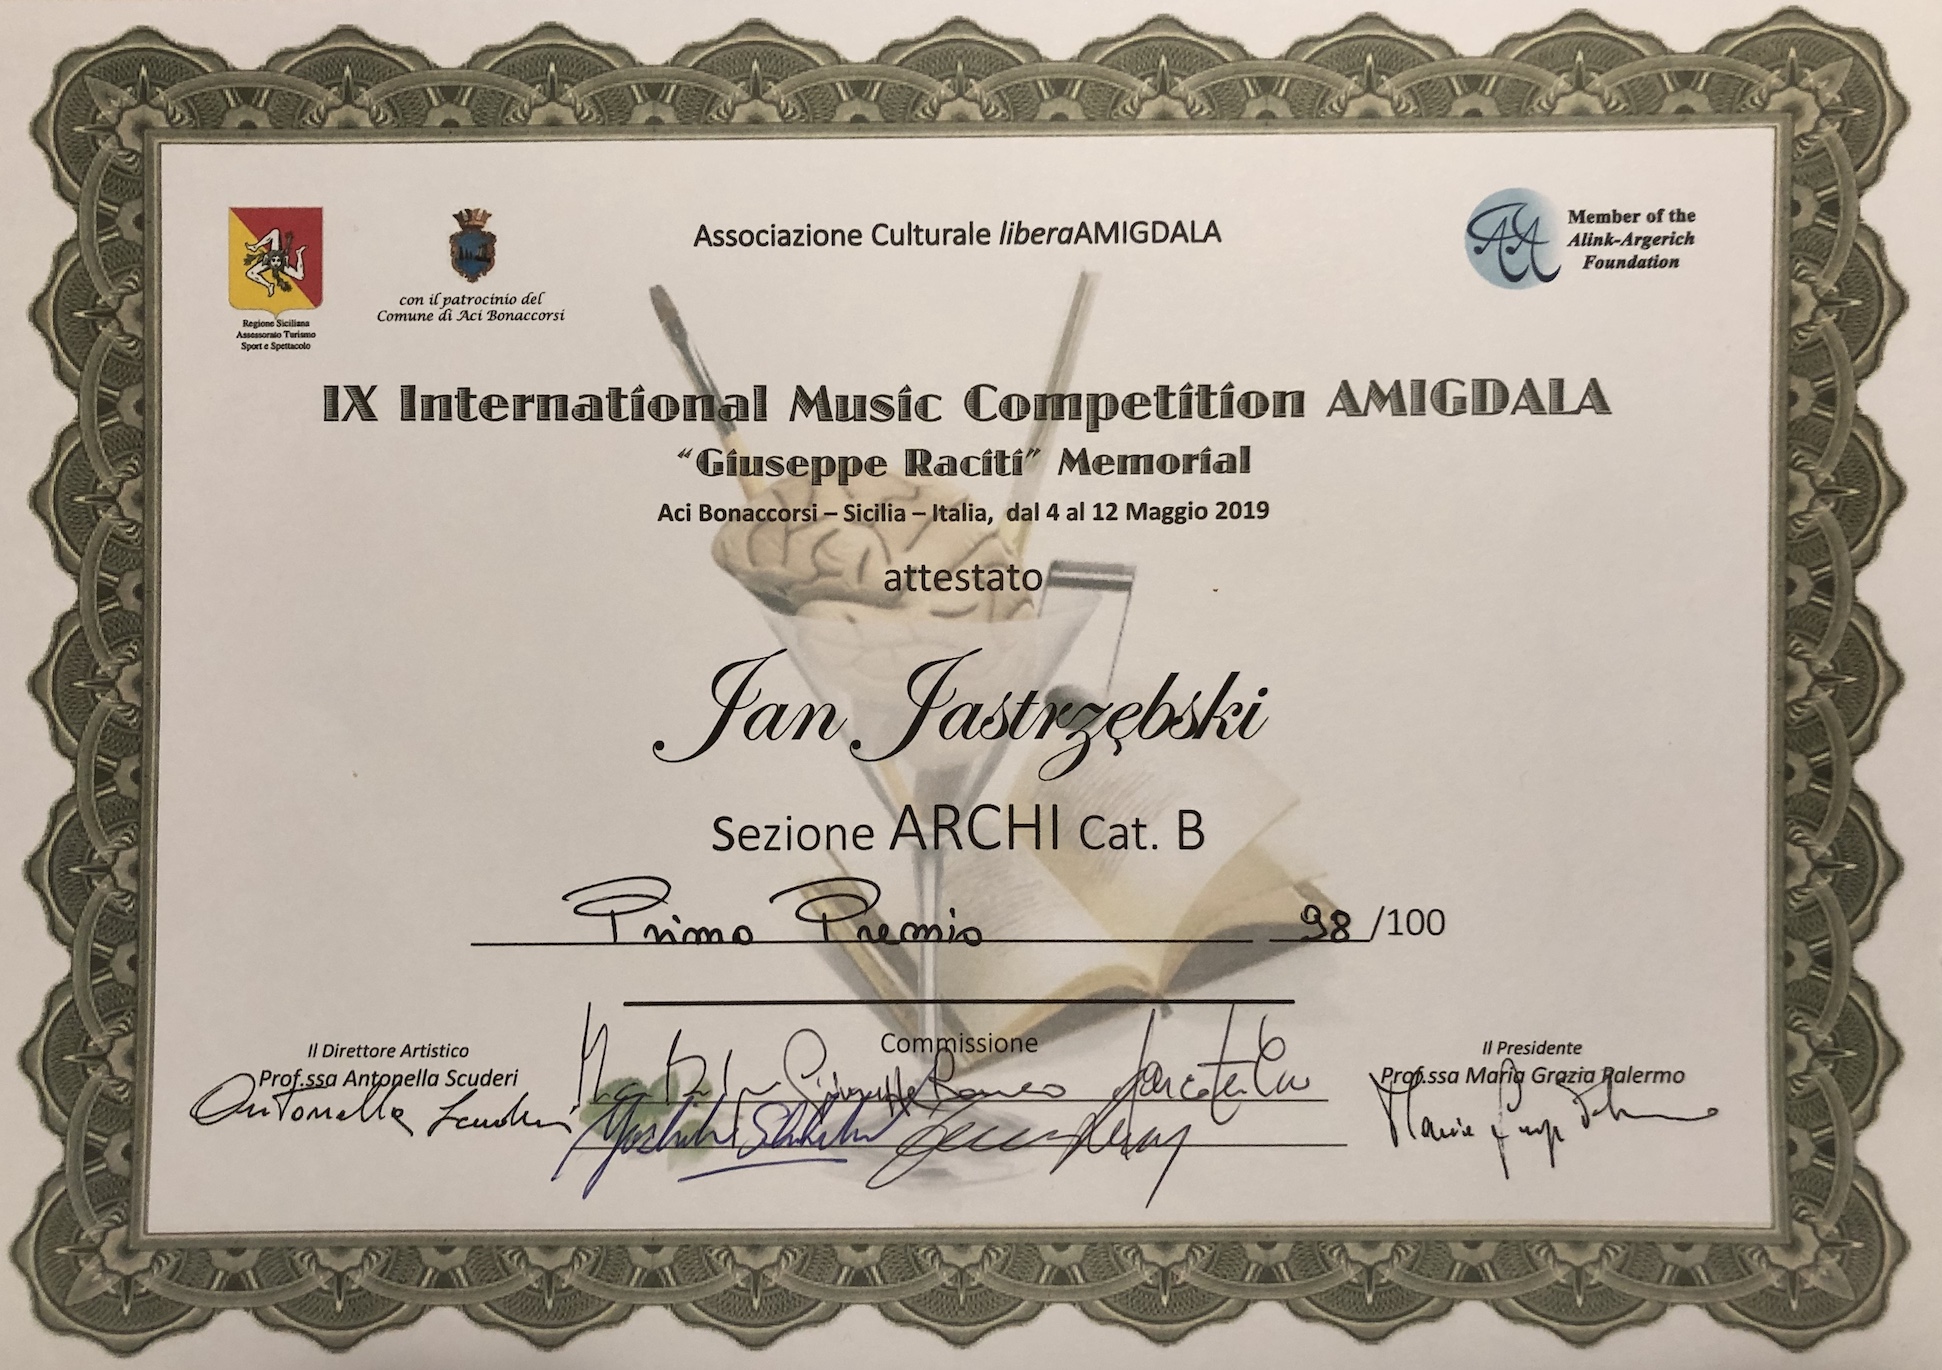 Associazione Culturale liberaAMIGDALA
Member of the
Alink-Argerich
Foundation
Regione Siciliana
Assessorato Turismo
Sport e Spettacolo
con il patrocinio del
Comune di Aci Bonaccorsi
IX International Music Competition AMIGDALA
“Giuseppe Raciti” Memorial
Aci Bonaccorsi – Sicilia – Italia, dal 4 al 12 Maggio 2019
attestato
Jan Jastrzębski
Sezione ARCHI Cat. B
Primo Premio 98 /100
Commissione
Il Direttore Artistico
Prof.ssa Antonella Scuderi
Antonella Scuderi
Il Presidente
Prof.ssa Maria Grazia Palermo